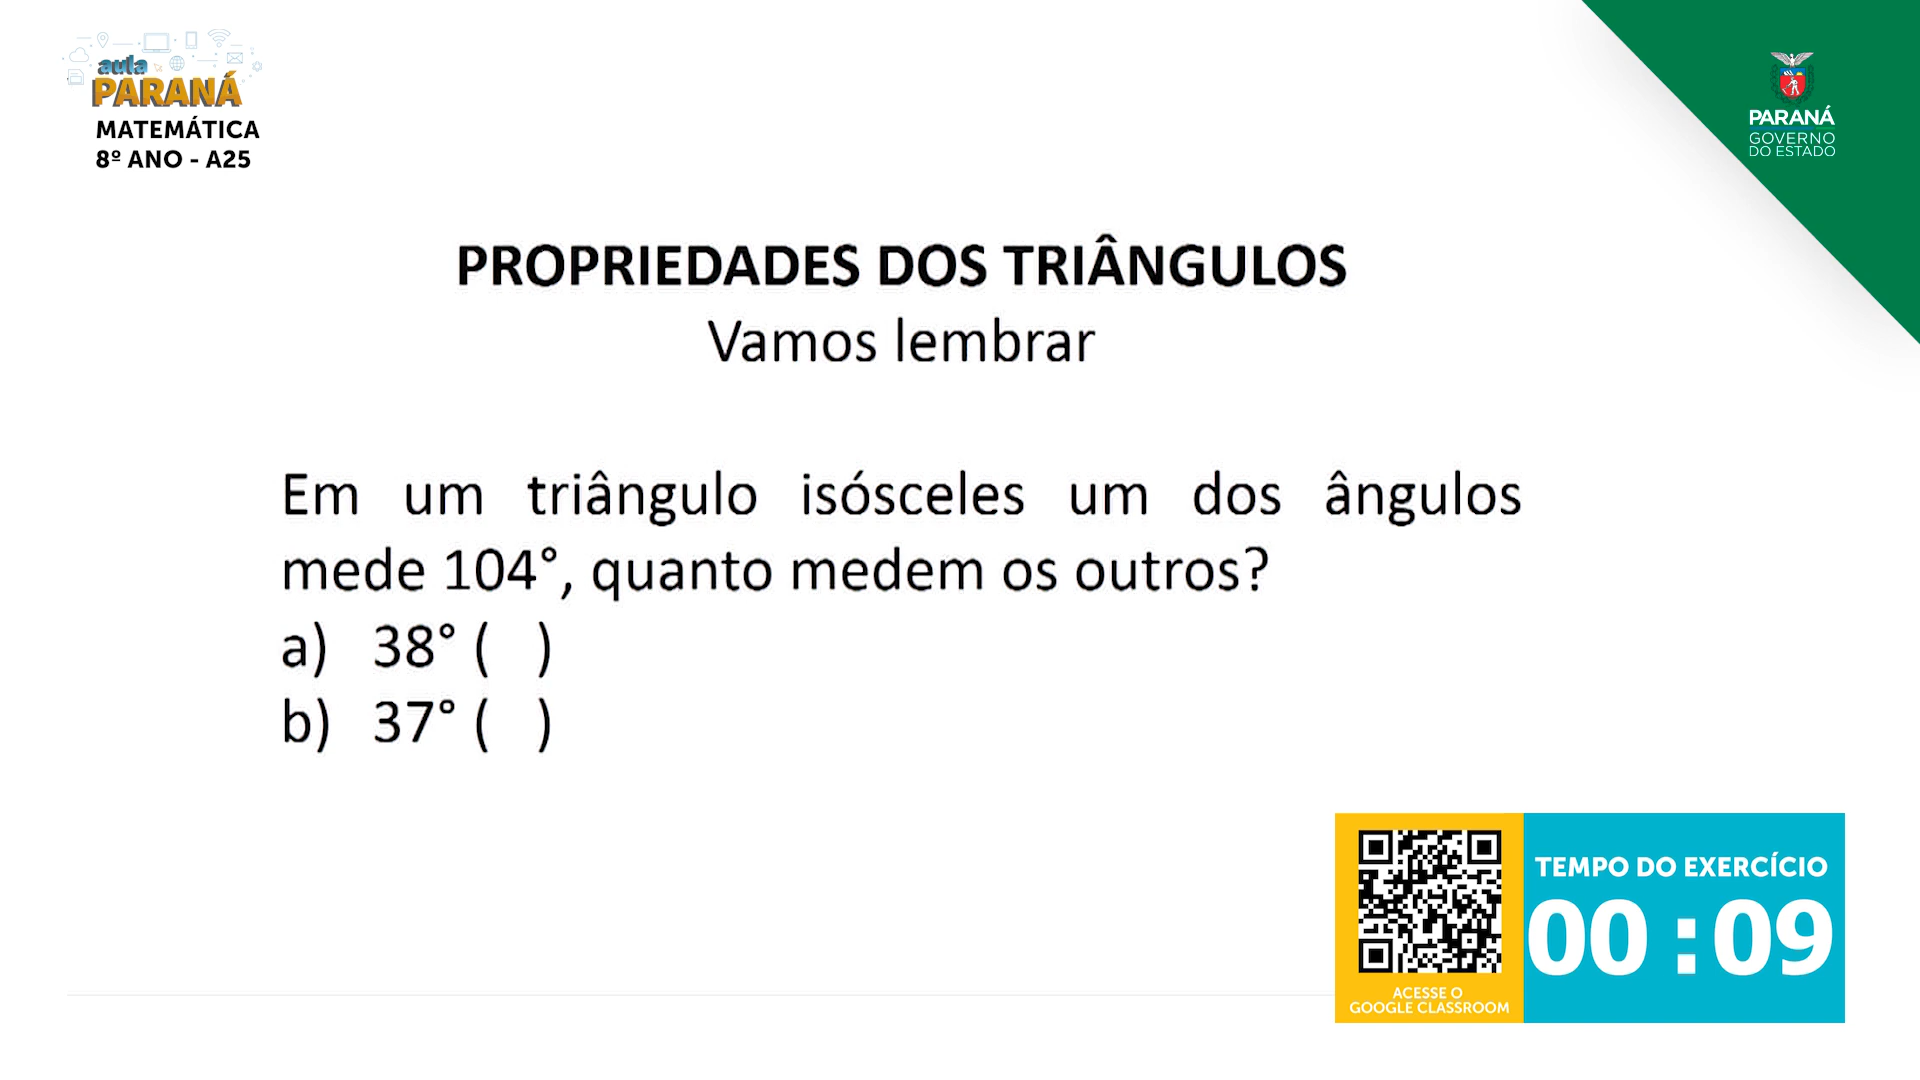 aula
PARANÁ
MATEMÁTICA
8º ANO - A25
PARANÁ
GOVERNO
DO ESTADO
PROPRIEDADES DOS TRIÂNGULOS
Vamos lembrar
Em um triângulo isósceles um dos ângulos
mede 104°, quanto medem os outros?
a) 38° ( )
b) 37° ( )
ACESSE O
GOOGLE CLASSROOM
TEMPO DO EXERCÍCIO
00 : 09